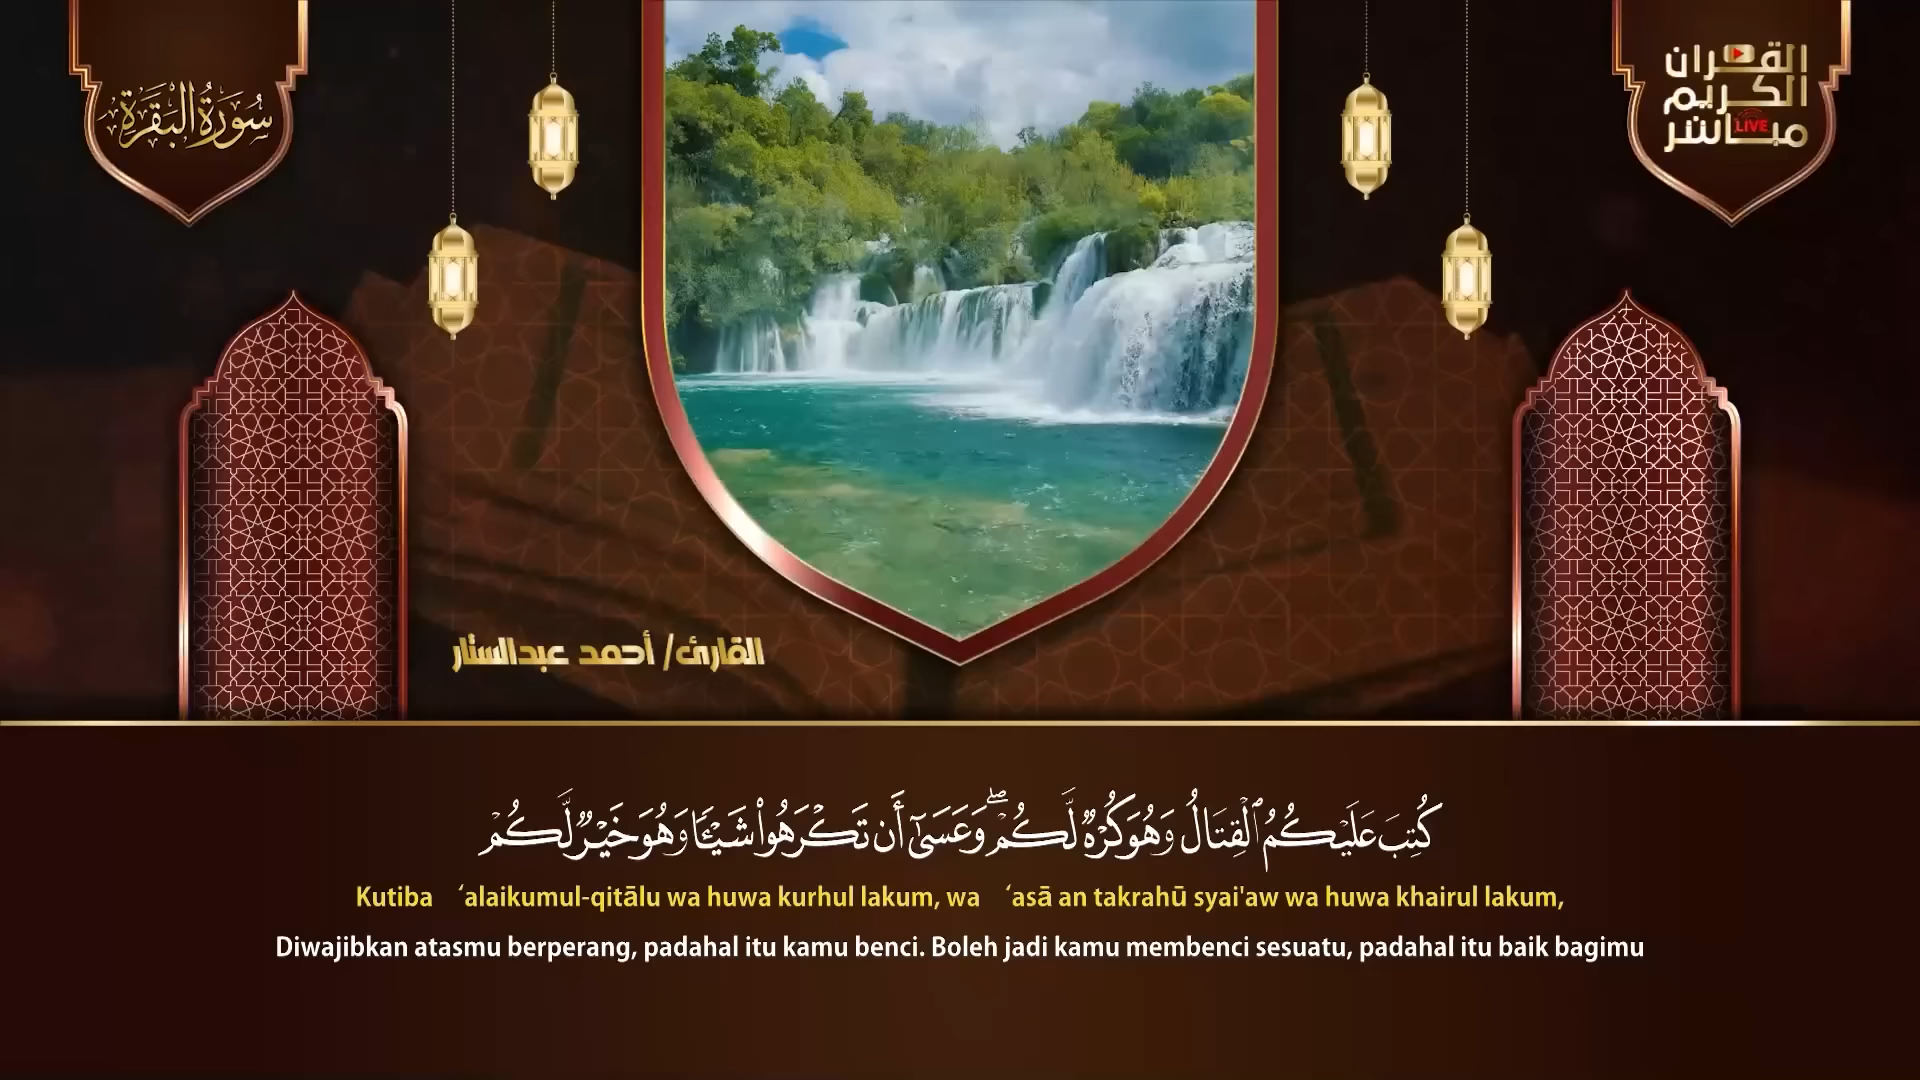 سُورَةُ البَقَرَةِ
القرآن
الكريم
مباشر
LIVE
القارئ/ أحمد عبدالستار
كُتِبَ عَلَيْكُمُ ٱلْقِتَالُ وَهُوَ كُرْهٌ لَّكُمْ ۖ وَعَسَىٰٓ أَن تَكْرَهُوا۟ شَيْـًٔا وَهُوَ خَيْرٌ لَّكُمْ
Kutiba ‘alaikumul-qitālu wa huwa kurhul lakum, wa ‘asā an takrahū syai'aw wa huwa khairul lakum,
Diwajibkan atasmu berperang, padahal itu kamu benci. Boleh jadi kamu membenci sesuatu, padahal itu baik bagimu